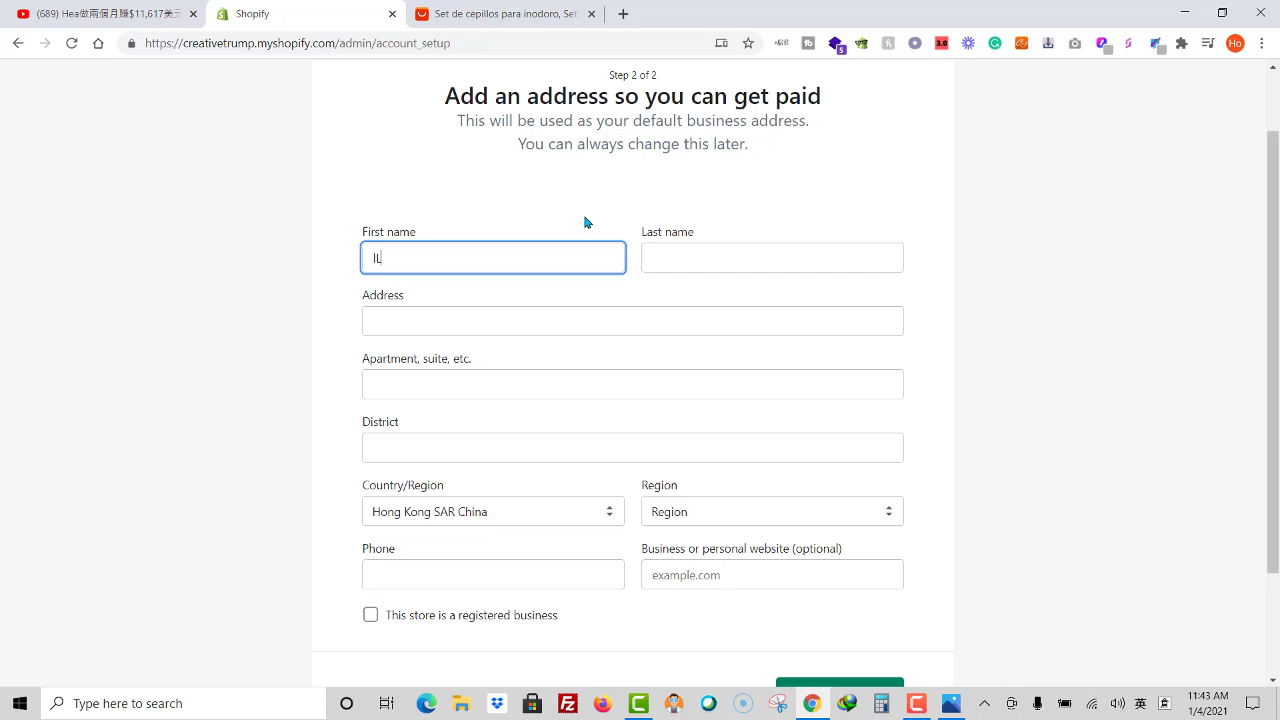 (689) Hea做兩個月賺$11,617美元
Shopify
Set de cepillos para inodoro, Set
https://creativetrump.myshopify.com/admin/account_setup
Step 2 of 2
Add an address so you can get paid
This will be used as your default business address.
You can always change this later.
First name
Last name
IL
Address
Apartment, suite, etc.
District
Country/Region
Region
Hong Kong SAR China
Region
Phone
Business or personal website (optional)
example.com
This store is a registered business
Type here to search
英
11:43 AM
1/4/2021
5
3.0
Ho